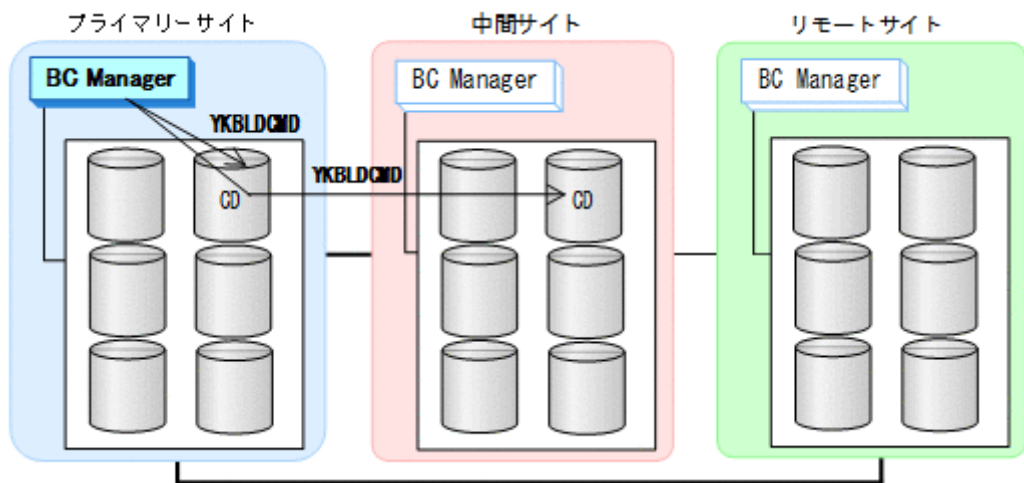 プライマリーサイト
中間サイト
リモートサイト
BC Manager
BC Manager
BC Manager
YKBLDCMD
YKBLDCMD
CD
CD